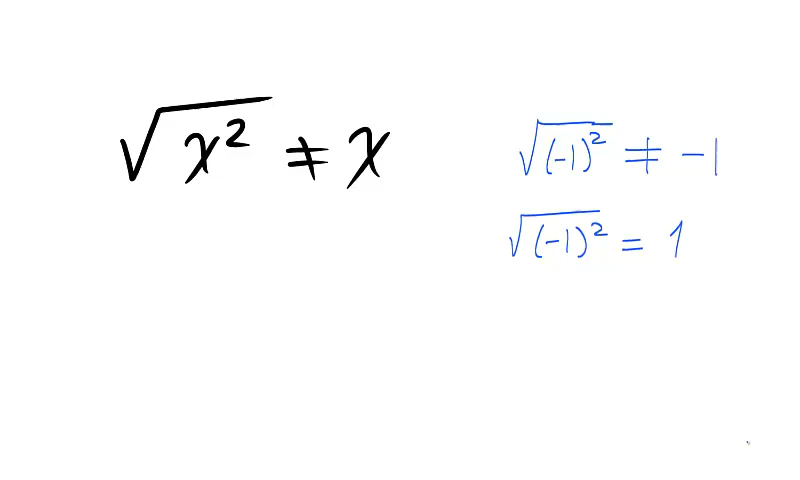 √x² ≠ x
√(-1)² ≠ -1
√(-1)² = 1